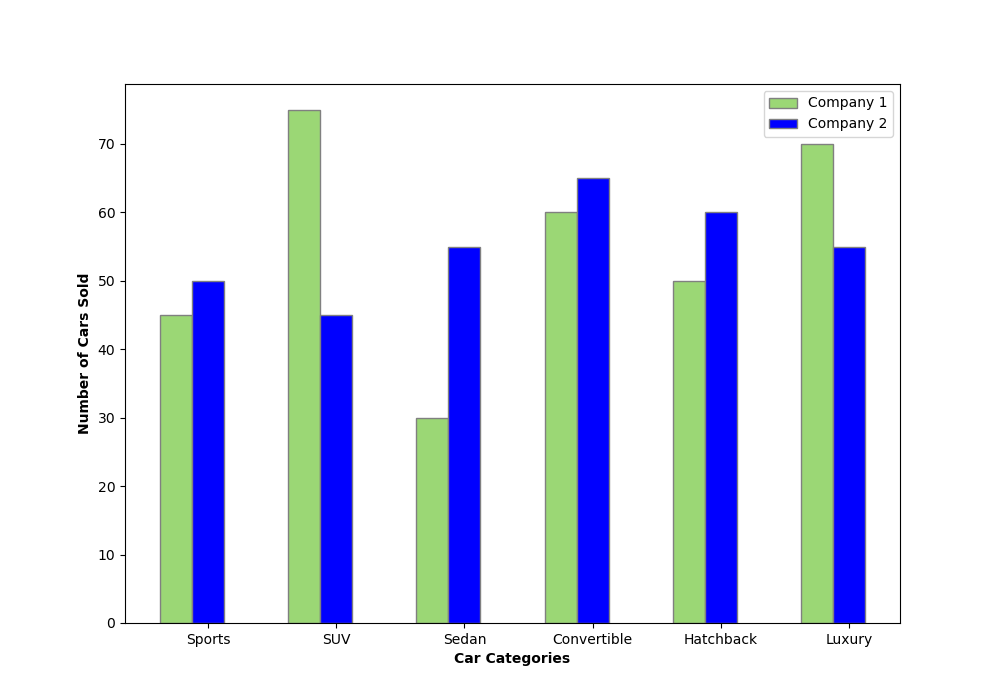 Company 1
Company 2
70
60
50
40
30
20
10
0
Number of Cars Sold
Sports SUV Sedan Convertible Hatchback Luxury
Car Categories